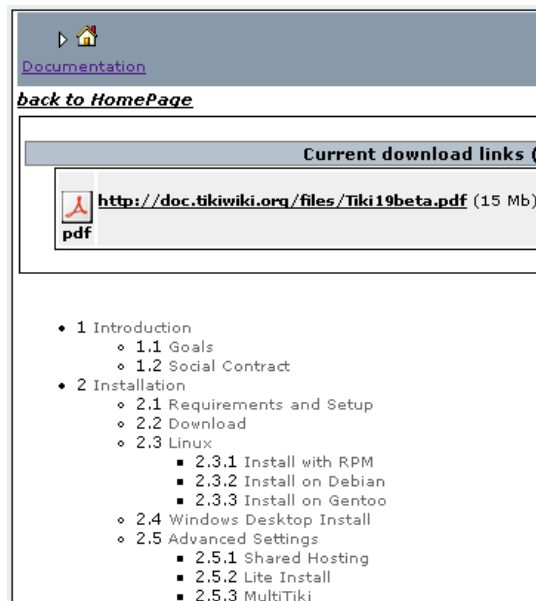 Documentation
back to HomePage
Current download links (
http://doc.tikiwiki.org/files/Tiki19beta.pdf (15 Mb)
pdf
1 Introduction
1.1 Goals
1.2 Social Contract
2 Installation
2.1 Requirements and Setup
2.2 Download
2.3 Linux
2.3.1 Install with RPM
2.3.2 Install on Debian
2.3.3 Install on Gentoo
2.4 Windows Desktop Install
2.5 Advanced Settings
2.5.1 Shared Hosting
2.5.2 Lite Install
2.5.3 MultiTiki